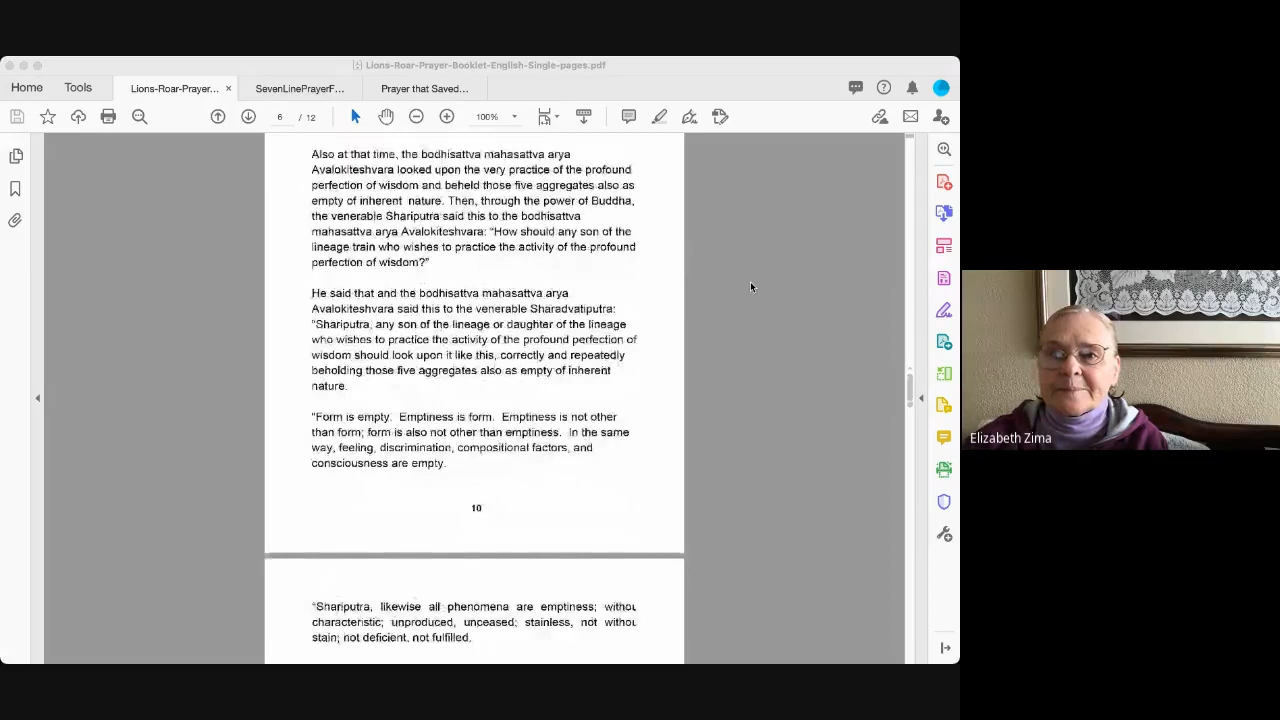 Lions-Roar-Prayer-Booklet-English-Single-pages.pdf
Home Tools Lions-Roar-Prayer... × SevenLinePrayerF... Prayer that Saved...
6 / 12 100%
Also at that time, the bodhisattva mahasattva arya
Avalokiteshvara looked upon the very practice of the profound
perfection of wisdom and beheld those five aggregates also as
empty of inherent nature. Then, through the power of Buddha,
the venerable Shariputra said this to the bodhisattva
mahasattva arya Avalokiteshvara: “How should any son of the
lineage train who wishes to practice the activity of the profound
perfection of wisdom?”
He said that and the bodhisattva mahasattva arya
Avalokiteshvara said this to the venerable Sharadvatiputra:
“Shariputra, any son of the lineage or daughter of the lineage
who wishes to practice the activity of the profound perfection of
wisdom should look upon it like this, correctly and repeatedly
beholding those five aggregates also as empty of inherent
nature.
“Form is empty. Emptiness is form. Emptiness is not other
than form; form is also not other than emptiness. In the same
way, feeling, discrimination, compositional factors, and
consciousness are empty.
10
“Shariputra, likewise all phenomena are emptiness; withou
characteristic; unproduced, unceased; stainless, not withou
stain; not deficient, not fulfilled.
Elizabeth Zima